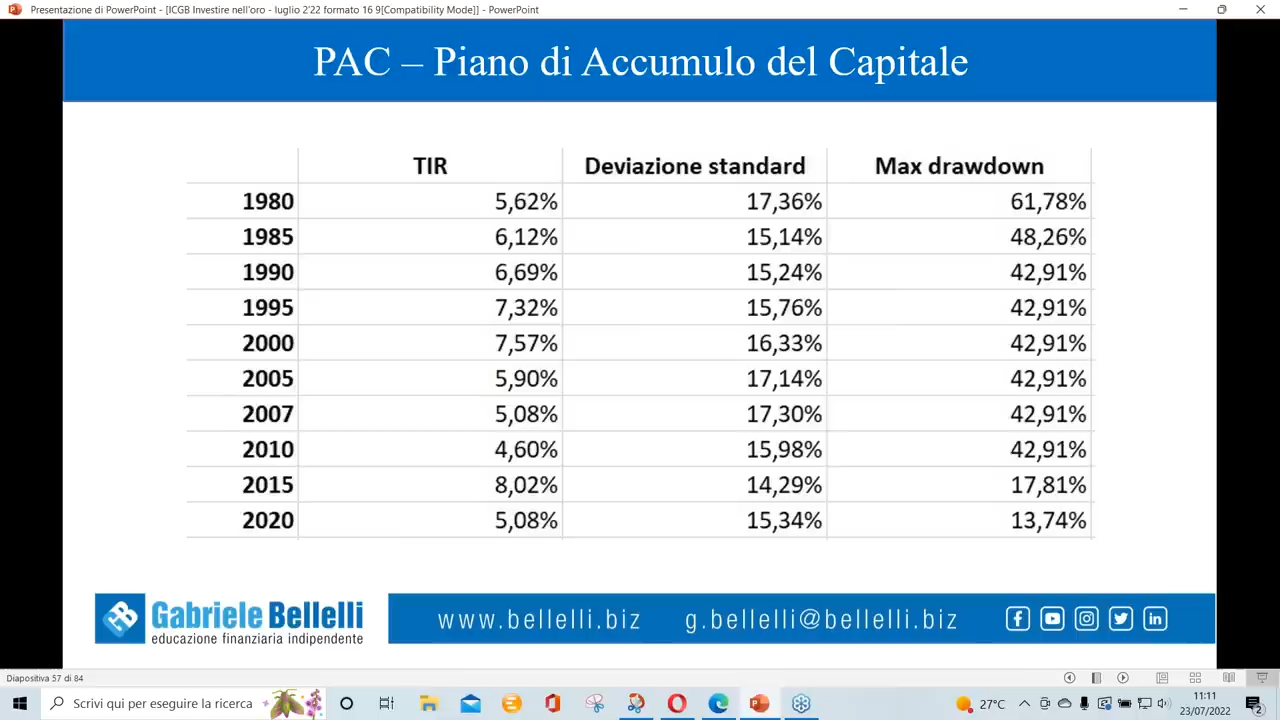 Presentazione di PowerPoint - [ICGB Investire nell'oro - luglio 2'22 formato 16 9[Compatibility Mode]] - PowerPoint
PAC – Piano di Accumulo del Capitale
TIR Deviazione standard Max drawdown
1980 5,62% 17,36% 61,78%
1985 6,12% 15,14% 48,26%
1990 6,69% 15,24% 42,91%
1995 7,32% 15,76% 42,91%
2000 7,57% 16,33% 42,91%
2005 5,90% 17,14% 42,91%
2007 5,08% 17,30% 42,91%
2010 4,60% 15,98% 42,91%
2015 8,02% 14,29% 17,81%
2020 5,08% 15,34% 13,74%
Gabriele Bellelli
educazione finanziaria indipendente
www.bellelli.biz g.bellelli@bellelli.biz
Diapositiva 57 di 84
Scrivi qui per eseguire la ricerca
27°C
11:11
23/07/2022
2